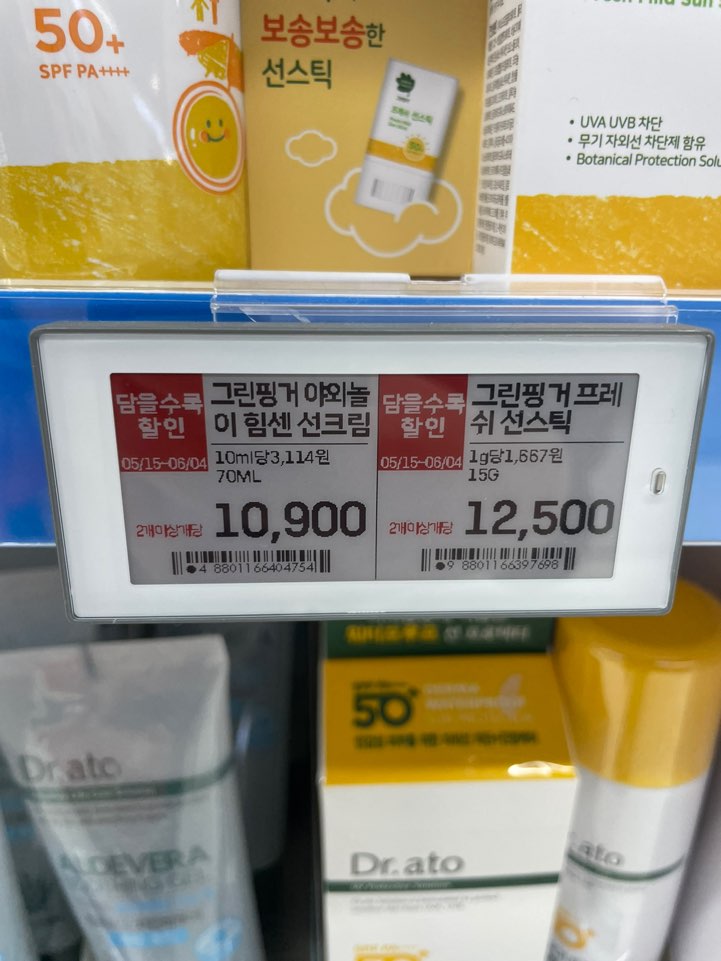 50+
SPF PA++++
보송보송한
선스틱
• UVA UVB 차단
• 무기 자외선 차단제 함유
• Botanical Protection Solu
담을수록
할인
05/15~06/04
그린핑거 야외놀
이 힘센 선크림
10ml당3,114원
70ML
2개이상개당
10,900
4 8801166404754
담을수록
할인
05/15~06/04
그린핑거 프레
쉬 선스틱
1g당1,667원
15G
2개이상개당
12,500
9 8801166397698
Dr.ato
ALOEVERA
SOOTHING GEL
50+
Dr.ato
Dr.ato